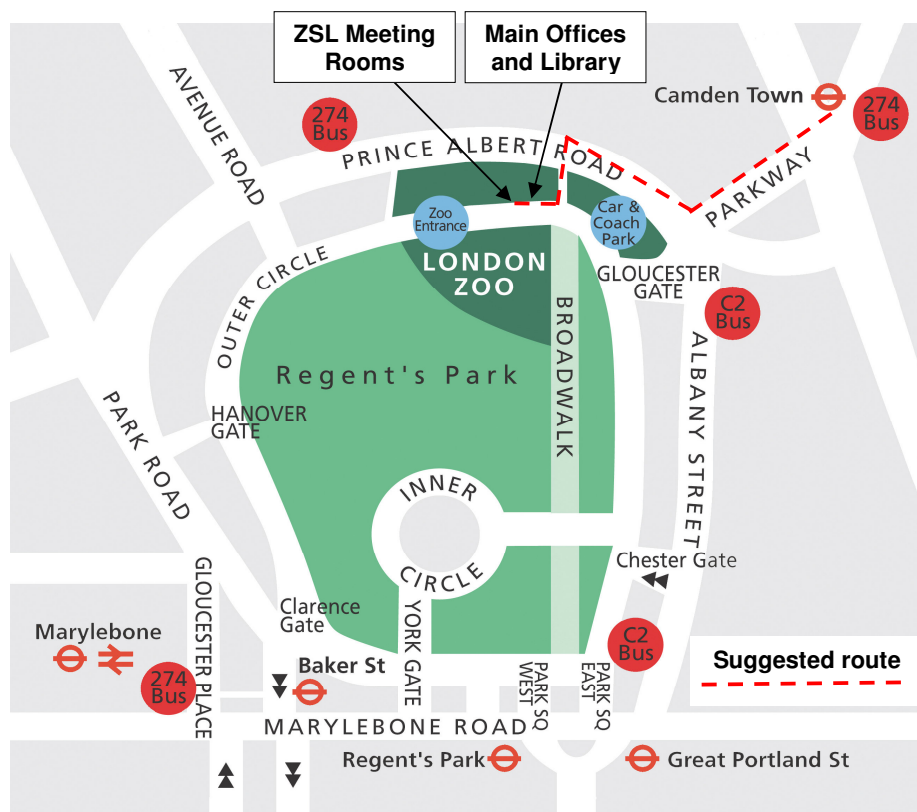 ZSL Meeting
Rooms
Main Offices
and Library
AVENUE ROAD
274
Bus
Camden Town
274
Bus
PRINCE ALBERT ROAD
PARKWAY
Zoo
Entrance
Car &
Coach
Park
LONDON
ZOO
GLOUCESTER
GATE
OUTER CIRCLE
C2
Bus
BROADWALK
ALBANY STREET
Regent's Park
PARK ROAD
HANOVER
GATE
INNER
CIRCLE
Chester Gate
GLOUCESTER PLACE
Clarence
Gate
YORK GATE
Marylebone
C2
Bus
Baker St
274
Bus
PARK SQ
WEST
PARK SQ
EAST
Suggested route
MARYLEBONE ROAD
Regent's Park
Great Portland St